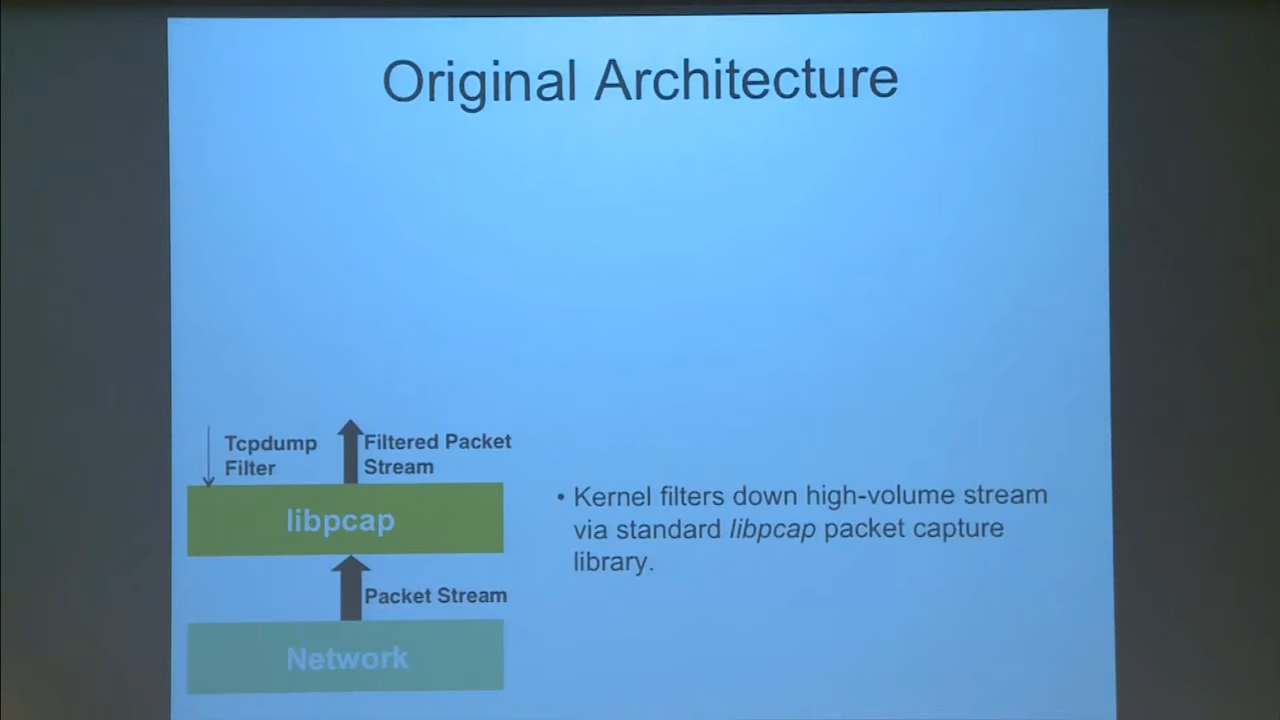 Original Architecture
Tcpdump
Filter
Filtered Packet
Stream
libpcap
• Kernel filters down high-volume stream
via standard libpcap packet capture
library.
Packet Stream
Network